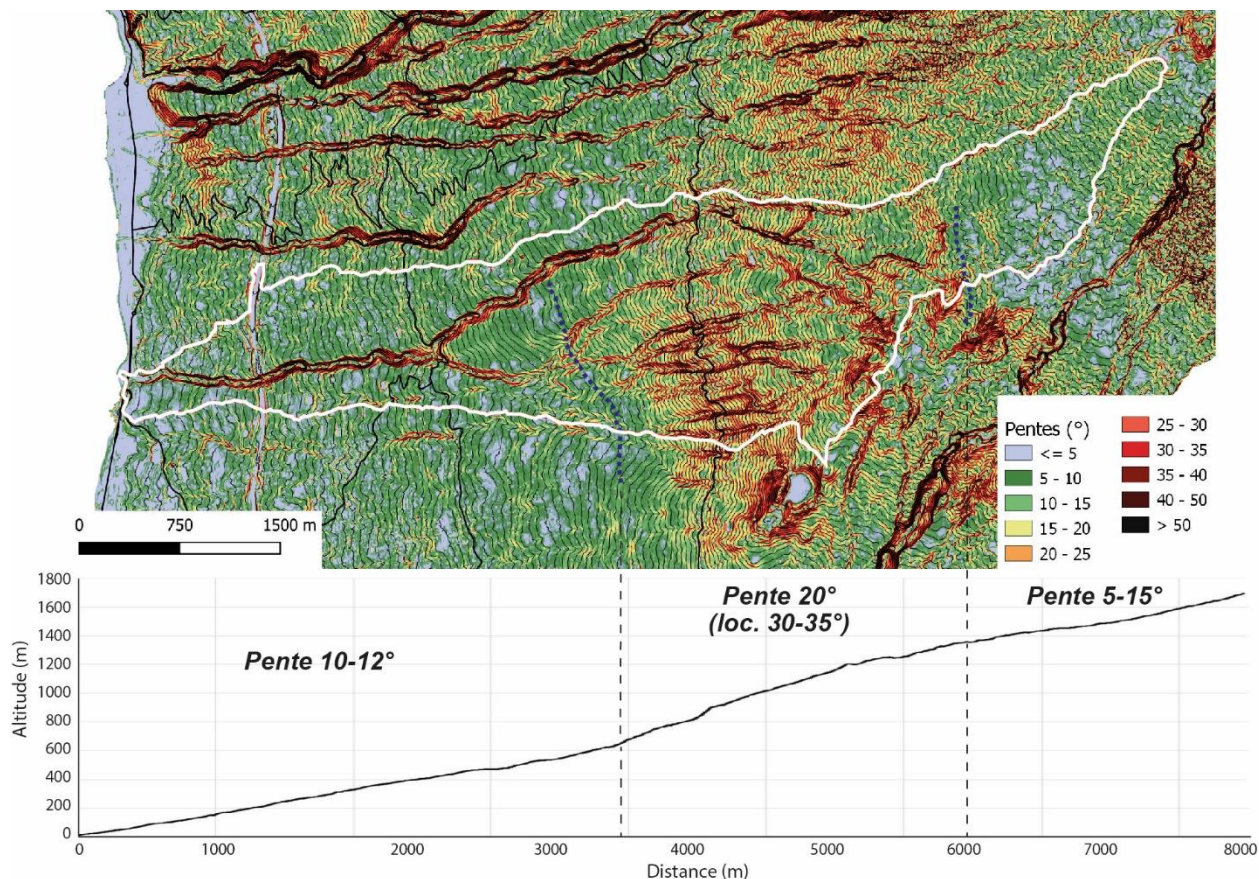 Pentes (°)
<= 5
5 - 10
10 - 15
15 - 20
20 - 25
25 - 30
30 - 35
35 - 40
40 - 50
> 50
0 750 1500 m
Pente 10-12°
Pente 20°
(loc. 30-35°)
Pente 5-15°
Altitude (m)
1800
1600
1400
1200
1000
800
600
400
200
0
0 1000 2000 3000 4000 5000 6000 7000 8000
Distance (m)